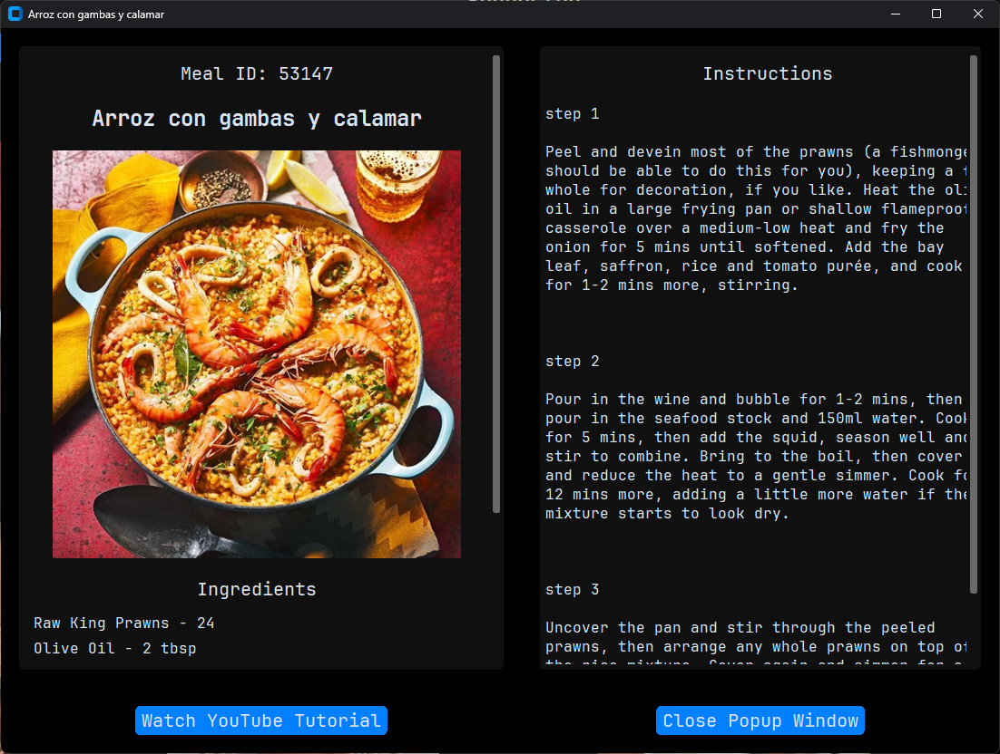 Arroz con gambas y calamar
Meal ID: 53147
Arroz con gambas y calamar
Ingredients
Raw King Prawns - 24
Olive Oil - 2 tbsp
Instructions
step 1
Peel and devein most of the prawns (a
should be able to do this for you), keeping a
whole for decoration, if you like. Heat the
oil in a large frying pan or shallow flameproof
casserole over a medium-low heat and fry the
onion for 5 mins until softened. Add the bay
leaf, saffron, rice and tomato purée, and cook
for 1-2 mins more, stirring.
step 2
Pour in the wine and bubble for 1-2 mins, then
pour in the seafood stock and 150ml water. Cook
for 5 mins, then add the squid, season well and
stir to combine. Bring to the boil, then cover
and reduce the heat to a gentle simmer. Cook
12 mins more, adding a little more water if the
mixture starts to look dry.
step 3
Uncover the pan and stir through the peeled
prawns, then arrange any whole prawns on top of
Watch YouTube Tutorial
Close Popup Window